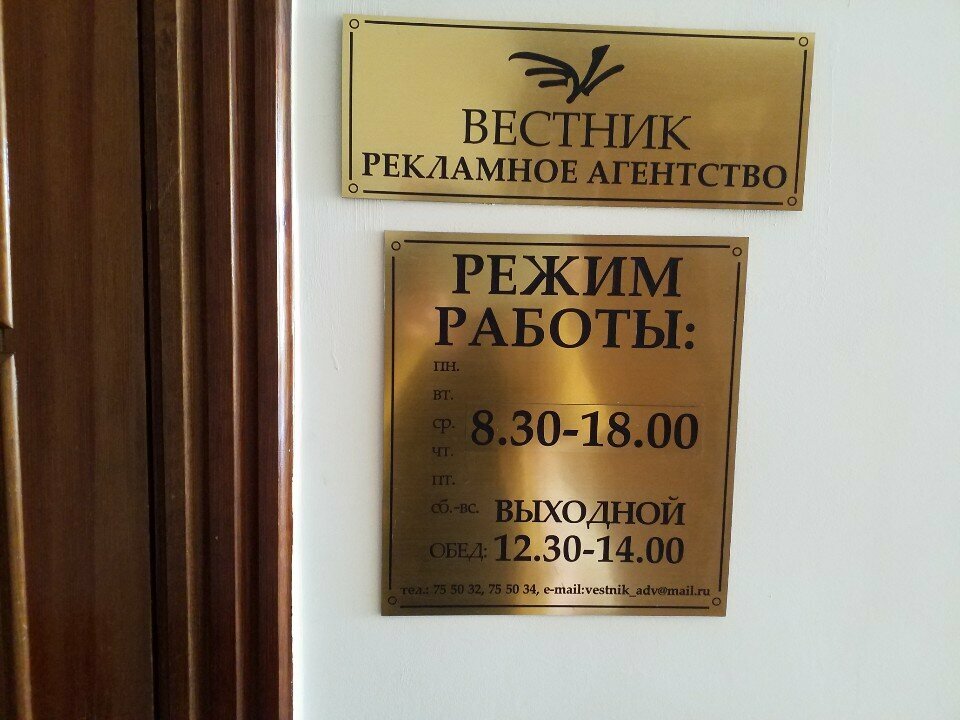 ВЕСТНИК
РЕКЛАМНОЕ АГЕНТСТВО
РЕЖИМ
РАБОТЫ:
пн.
вт.
ср. 8.30-18.00
чт.
пт.
сб.-вс. ВЫХОДНОЙ
ОБЕД: 12.30-14.00
тел.: 75 50 32, 75 50 34, e-mail:vestnik_adv@mail.ru